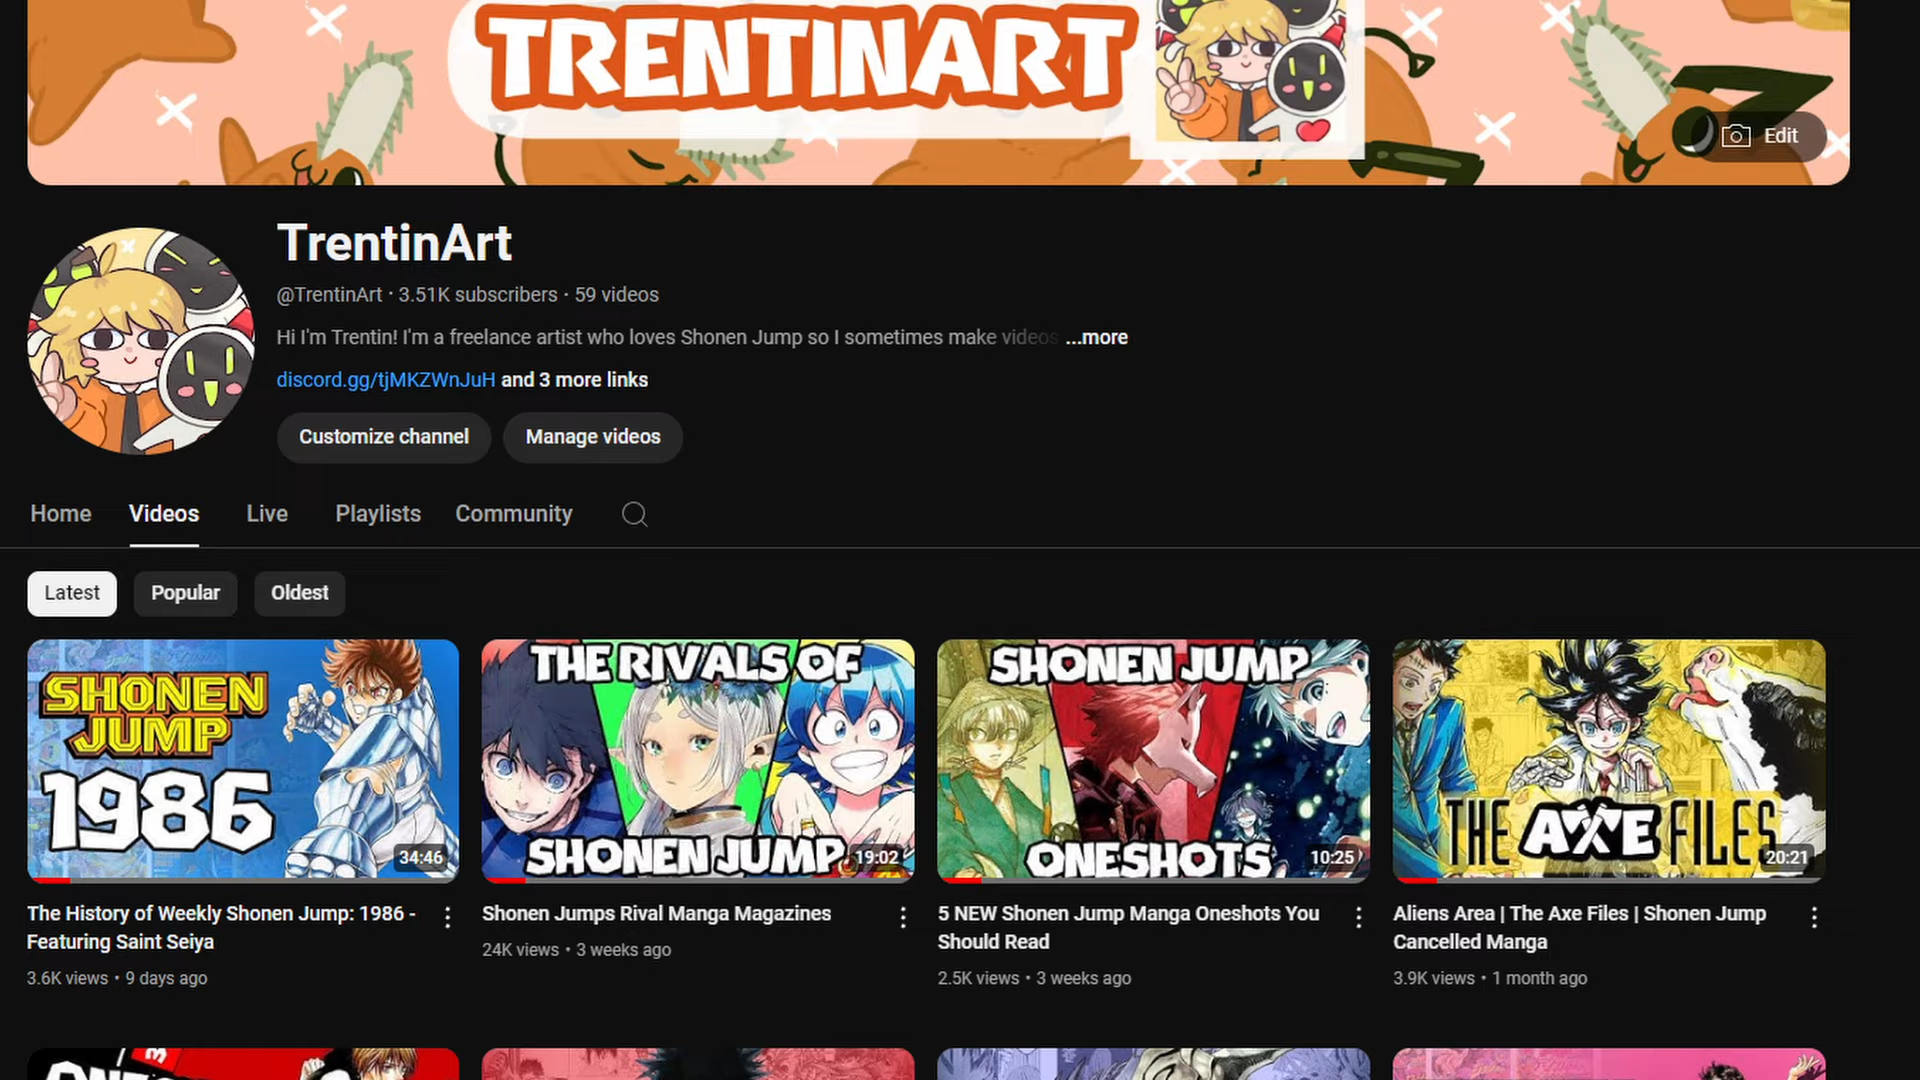 TRENTINART
Edit
TrentinArt
@TrentinArt · 3.51K subscribers · 59 videos
Hi I'm Trentin! I'm a freelance artist who loves Shonen Jump so I sometimes make videos ...more
discord.gg/tjMKZWnJuH and 3 more links
Customize channel
Manage videos
Home
Videos
Live
Playlists
Community
Latest
Popular
Oldest
SHONEN
JUMP
1986
34:46
THE RIVALS OF
SHONEN JUMP
19:02
SHONEN JUMP
ONESHOTS
10:25
THE AXE FILES
20:21
The History of Weekly Shonen Jump: 1986 -
Featuring Saint Seiya
3.6K views • 9 days ago
Shonen Jumps Rival Manga Magazines
24K views • 3 weeks ago
5 NEW Shonen Jump Manga Oneshots You
Should Read
2.5K views • 3 weeks ago
Aliens Area | The Axe Files | Shonen Jump
Cancelled Manga
3.9K views • 1 month ago